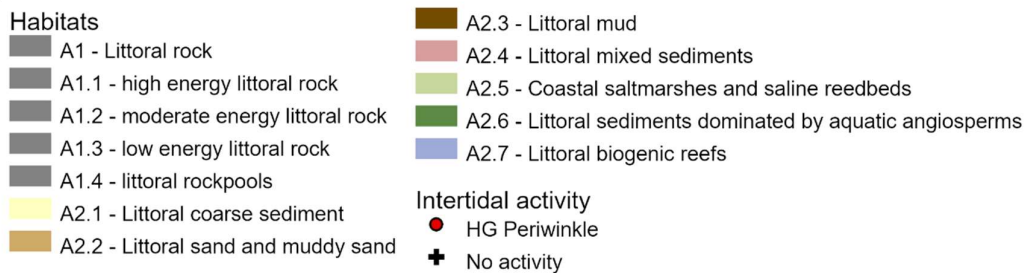 Habitats
A1 - Littoral rock
A1.1 - high energy littoral rock
A1.2 - moderate energy littoral rock
A1.3 - low energy littoral rock
A1.4 - littoral rockpools
A2.1 - Littoral coarse sediment
A2.2 - Littoral sand and muddy sand
A2.3 - Littoral mud
A2.4 - Littoral mixed sediments
A2.5 - Coastal saltmarshes and saline reedbeds
A2.6 - Littoral sediments dominated by aquatic angiosperms
A2.7 - Littoral biogenic reefs
Intertidal activity
HG Periwinkle
No activity